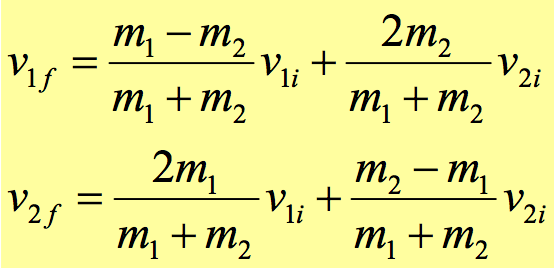 v₁f = (m₁ − m₂)/(m₁ + m₂) v₁ᵢ + 2m₂/(m₁ + m₂) v₂ᵢ
v₂f = 2m₁/(m₁ + m₂) v₁ᵢ + (m₂ − m₁)/(m₁ + m₂) v₂ᵢ